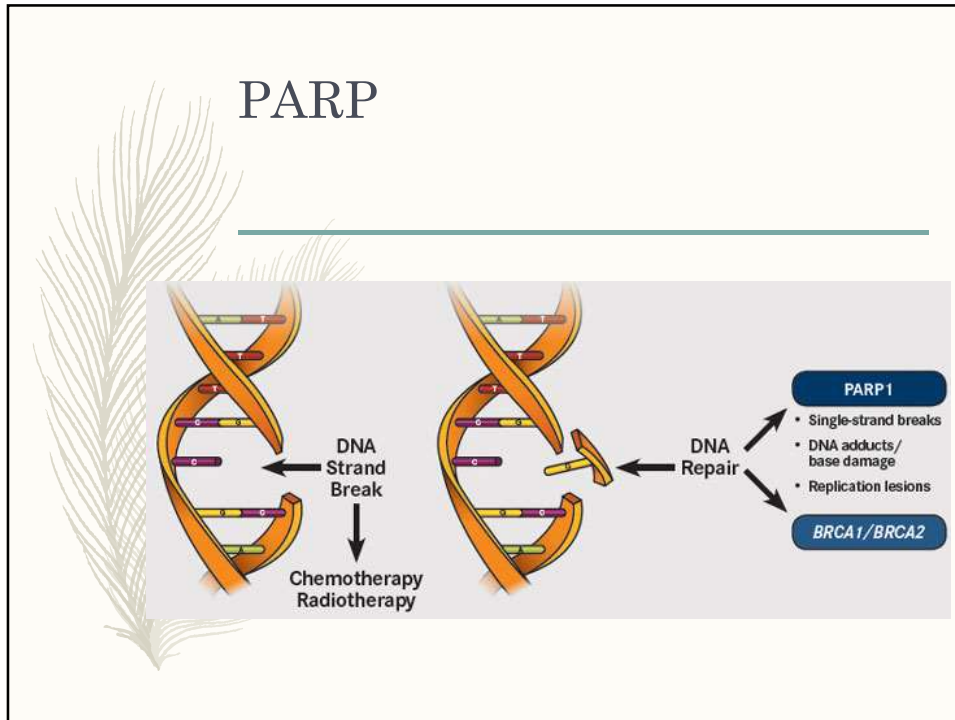 PARP
A T
T
T
C G
C
G C
A
DNA
Strand
Break
Chemotherapy
Radiotherapy
A T
T
T
C G
C
G
G C
A
DNA
Repair
PARP1
• Single-strand breaks
• DNA adducts/
base damage
• Replication lesions
BRCA1/BRCA2